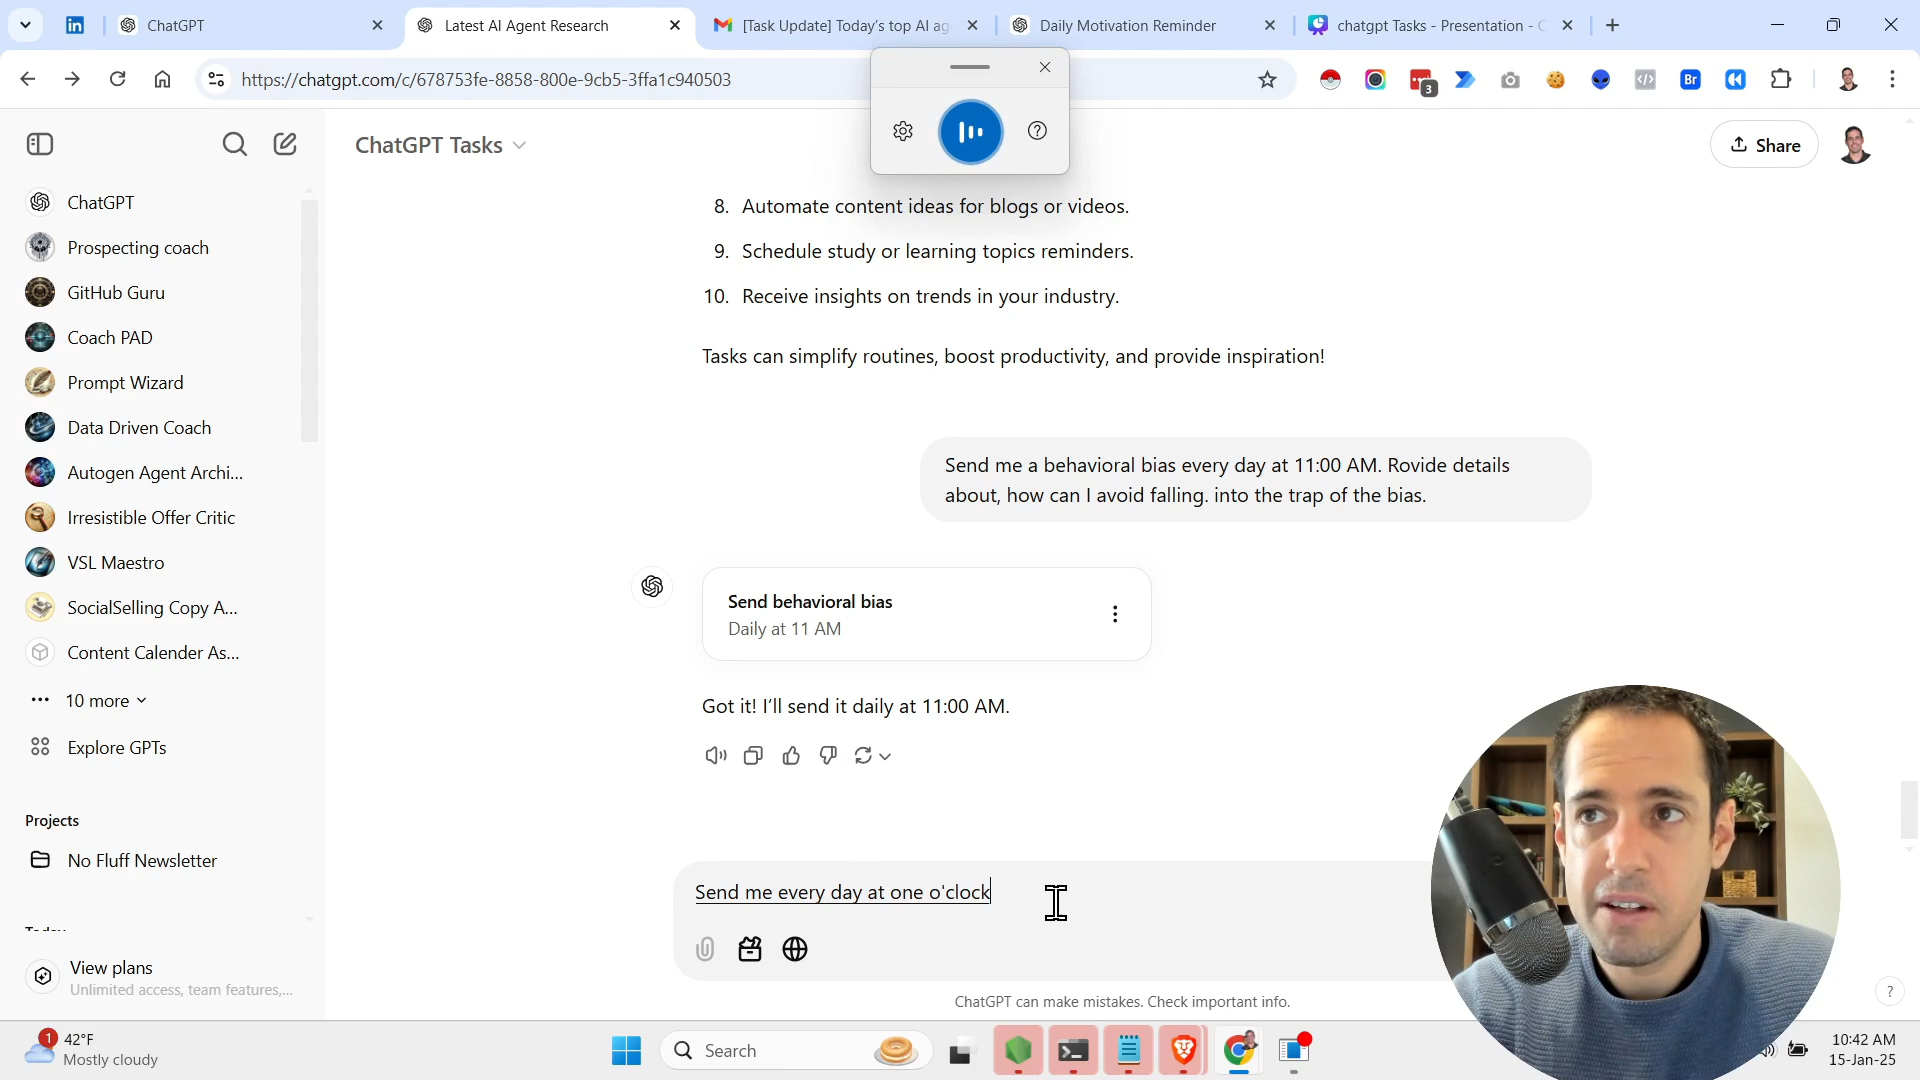 ChatGPT
Latest AI Agent Research
[Task Update] Today's top AI ag
Daily Motivation Reminder
chatgpt Tasks - Presentation - C
https://chatgpt.com/c/678753fe-8858-800e-9cb5-3ffa1c940503
3
Br
ChatGPT Tasks
Share
ChatGPT
Prospecting coach
GitHub Guru
Coach PAD
Prompt Wizard
Data Driven Coach
Autogen Agent Archi...
Irresistible Offer Critic
VSL Maestro
SocialSelling Copy A...
Content Calender As...
10 more
Explore GPTs
Projects
No Fluff Newsletter
Today
View plans
Unlimited access, team features,...
8. Automate content ideas for blogs or videos.
9. Schedule study or learning topics reminders.
10. Receive insights on trends in your industry.
Tasks can simplify routines, boost productivity, and provide inspiration!
Send me a behavioral bias every day at 11:00 AM. Rovide details
about, how can I avoid falling. into the trap of the bias.
Send behavioral bias
Daily at 11 AM
Got it! I'll send it daily at 11:00 AM.
Send me every day at one o'clock
ChatGPT can make mistakes. Check important info.
?
1
42°F
Mostly cloudy
Search
10:42 AM
15-Jan-25